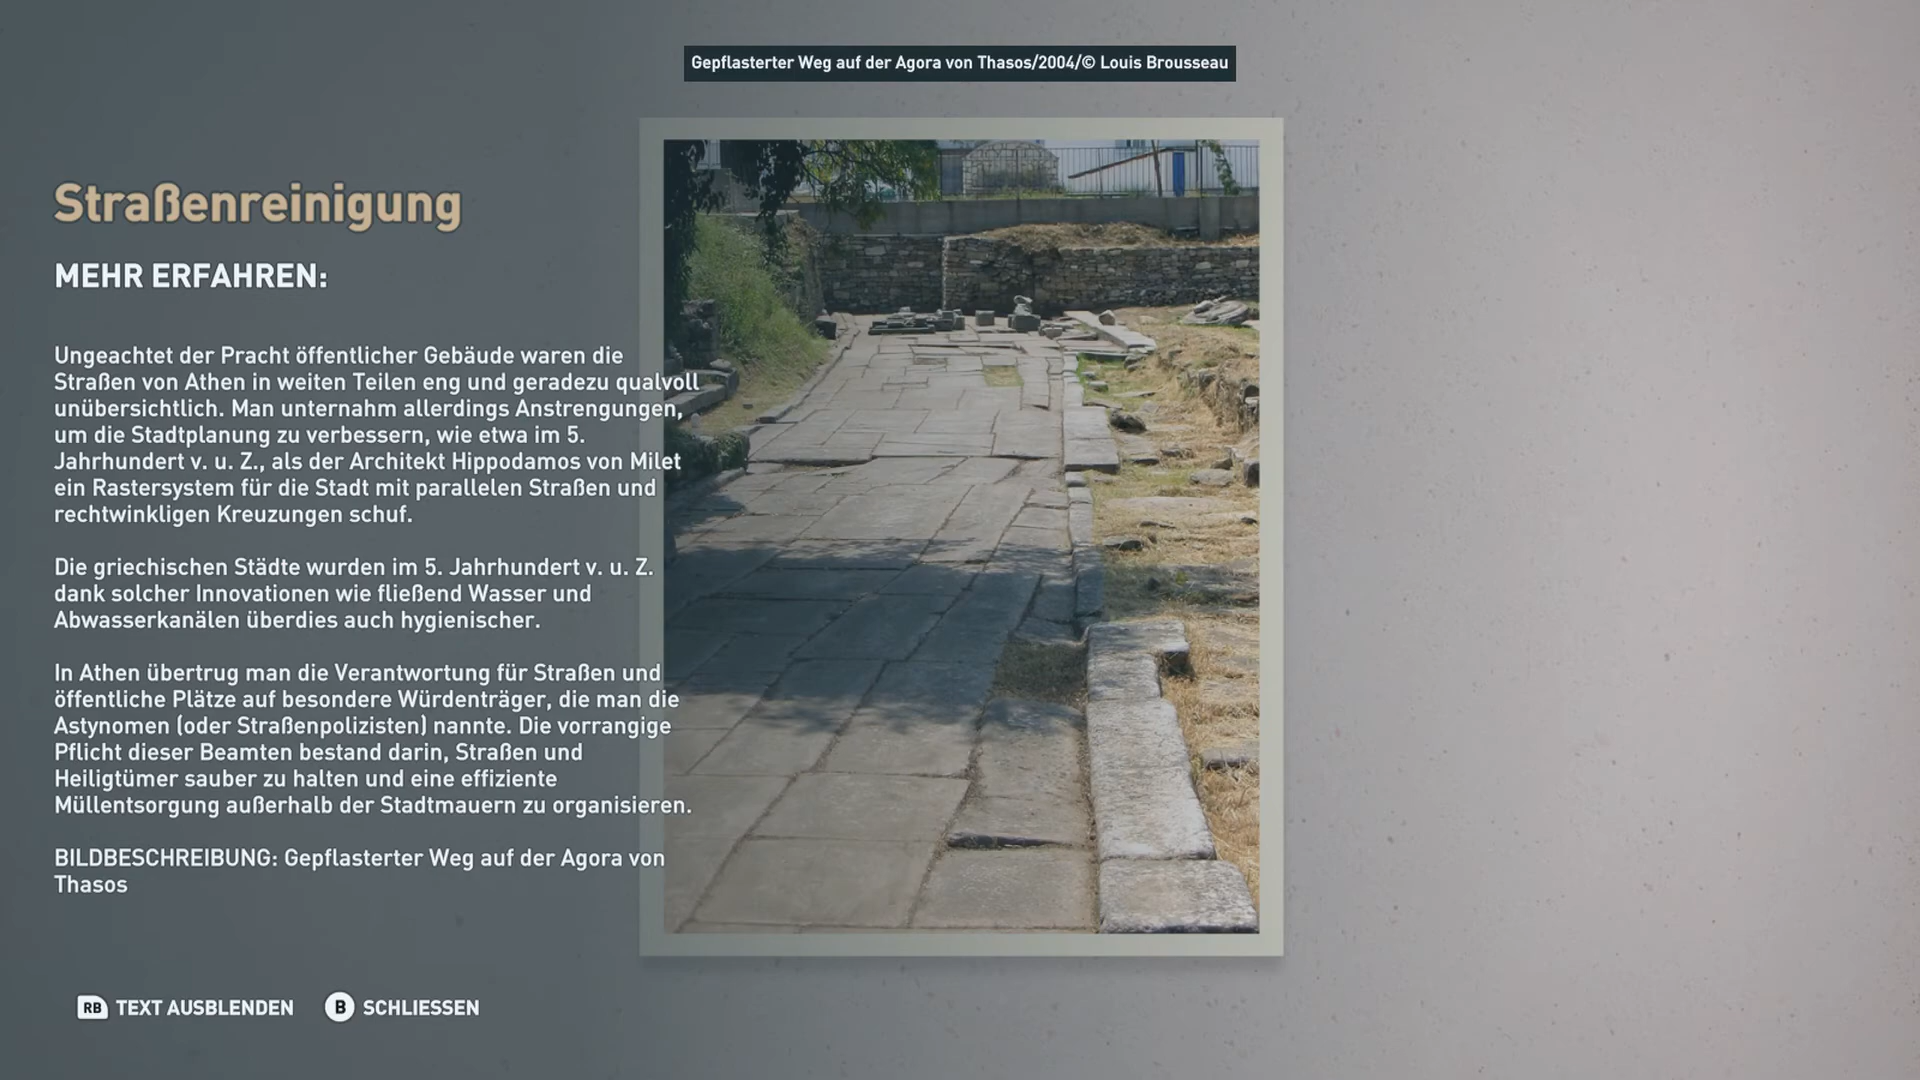 Gepflasterter Weg auf der Agora von Thasos/2004/© Louis Brousseau
Straßenreinigung
MEHR ERFAHREN:
Ungeachtet der Pracht öffentlicher Gebäude waren die
Straßen von Athen in weiten Teilen eng und geradezu qualvoll
unübersichtlich. Man unternahm allerdings Anstrengungen,
um die Stadtplanung zu verbessern, wie etwa im 5.
Jahrhundert v. u. Z., als der Architekt Hippodamos von Milet
ein Rastersystem für die Stadt mit parallelen Straßen und
rechtwinkligen Kreuzungen schuf.
Die griechischen Städte wurden im 5. Jahrhundert v. u. Z.
dank solcher Innovationen wie fließend Wasser und
Abwasserkanälen überdies auch hygienischer.
In Athen übertrug man die Verantwortung für Straßen und
öffentliche Plätze auf besondere Würdenträger, die man die
Astynomen (oder Straßenpolizisten) nannte. Die vorrangige
Pflicht dieser Beamten bestand darin, Straßen und
Heiligtümer sauber zu halten und eine effiziente
Müllentsorgung außerhalb der Stadtmauern zu organisieren.
BILDBESCHREIBUNG: Gepflasterter Weg auf der Agora von
Thasos
RB TEXT AUSBLENDEN B SCHLIESSEN